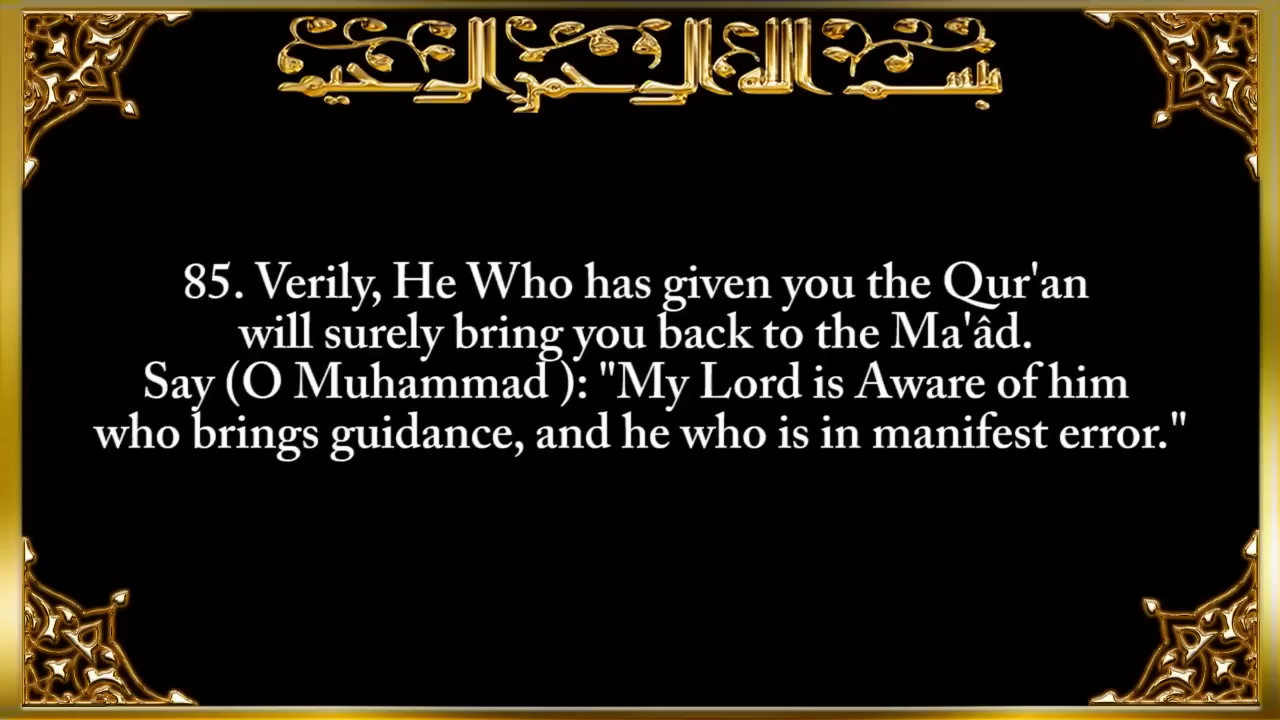 بسم الله الرحمن الرحيم
85. Verily, He Who has given you the Qur'an
will surely bring you back to the Ma'âd.
Say (O Muhammad ): "My Lord is Aware of him
who brings guidance, and he who is in manifest error."